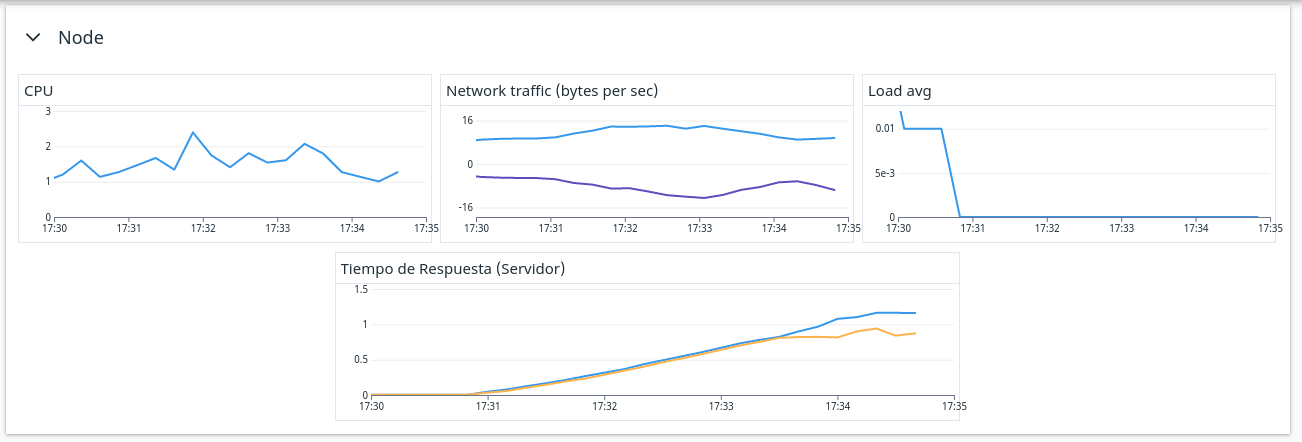 Node
CPU
3
2
1
0
17:30 17:31 17:32 17:33 17:34 17:35
Network traffic (bytes per sec)
16
0
-16
17:30 17:31 17:32 17:33 17:34 17:35
Load avg
0.01
5e-3
0
17:30 17:31 17:32 17:33 17:34 17:35
Tiempo de Respuesta (Servidor)
1.5
1
0.5
0
17:30 17:31 17:32 17:33 17:34 17:35